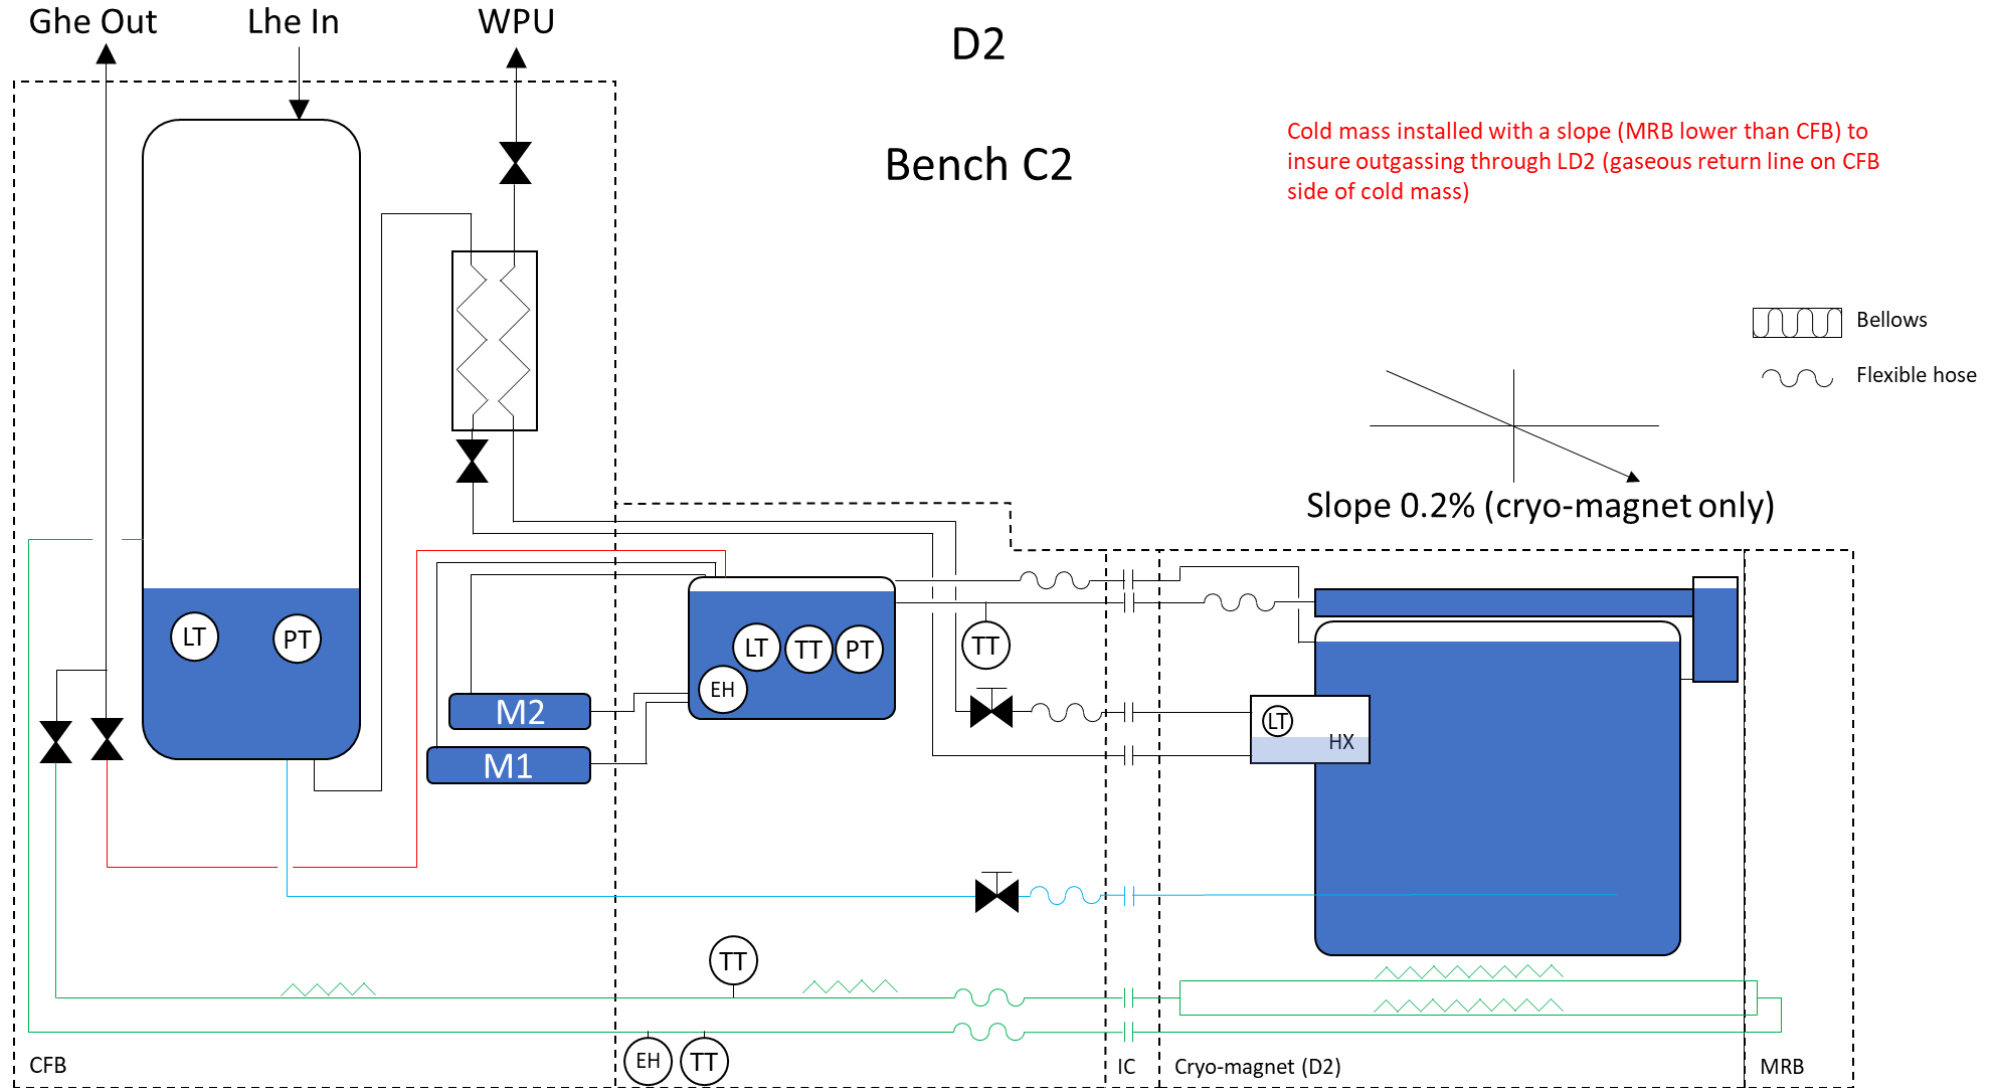 Ghe Out
Lhe In
WPU
D2
Bench C2
Cold mass installed with a slope (MRB lower than CFB) to
insure outgassing through LD2 (gaseous return line on CFB
side of cold mass)
Bellows
Flexible hose
Slope 0.2% (cryo-magnet only)
LT
PT
LT
TT
PT
EH
TT
M2
M1
LT
HX
TT
EH
TT
CFB
IC
Cryo-magnet (D2)
MRB